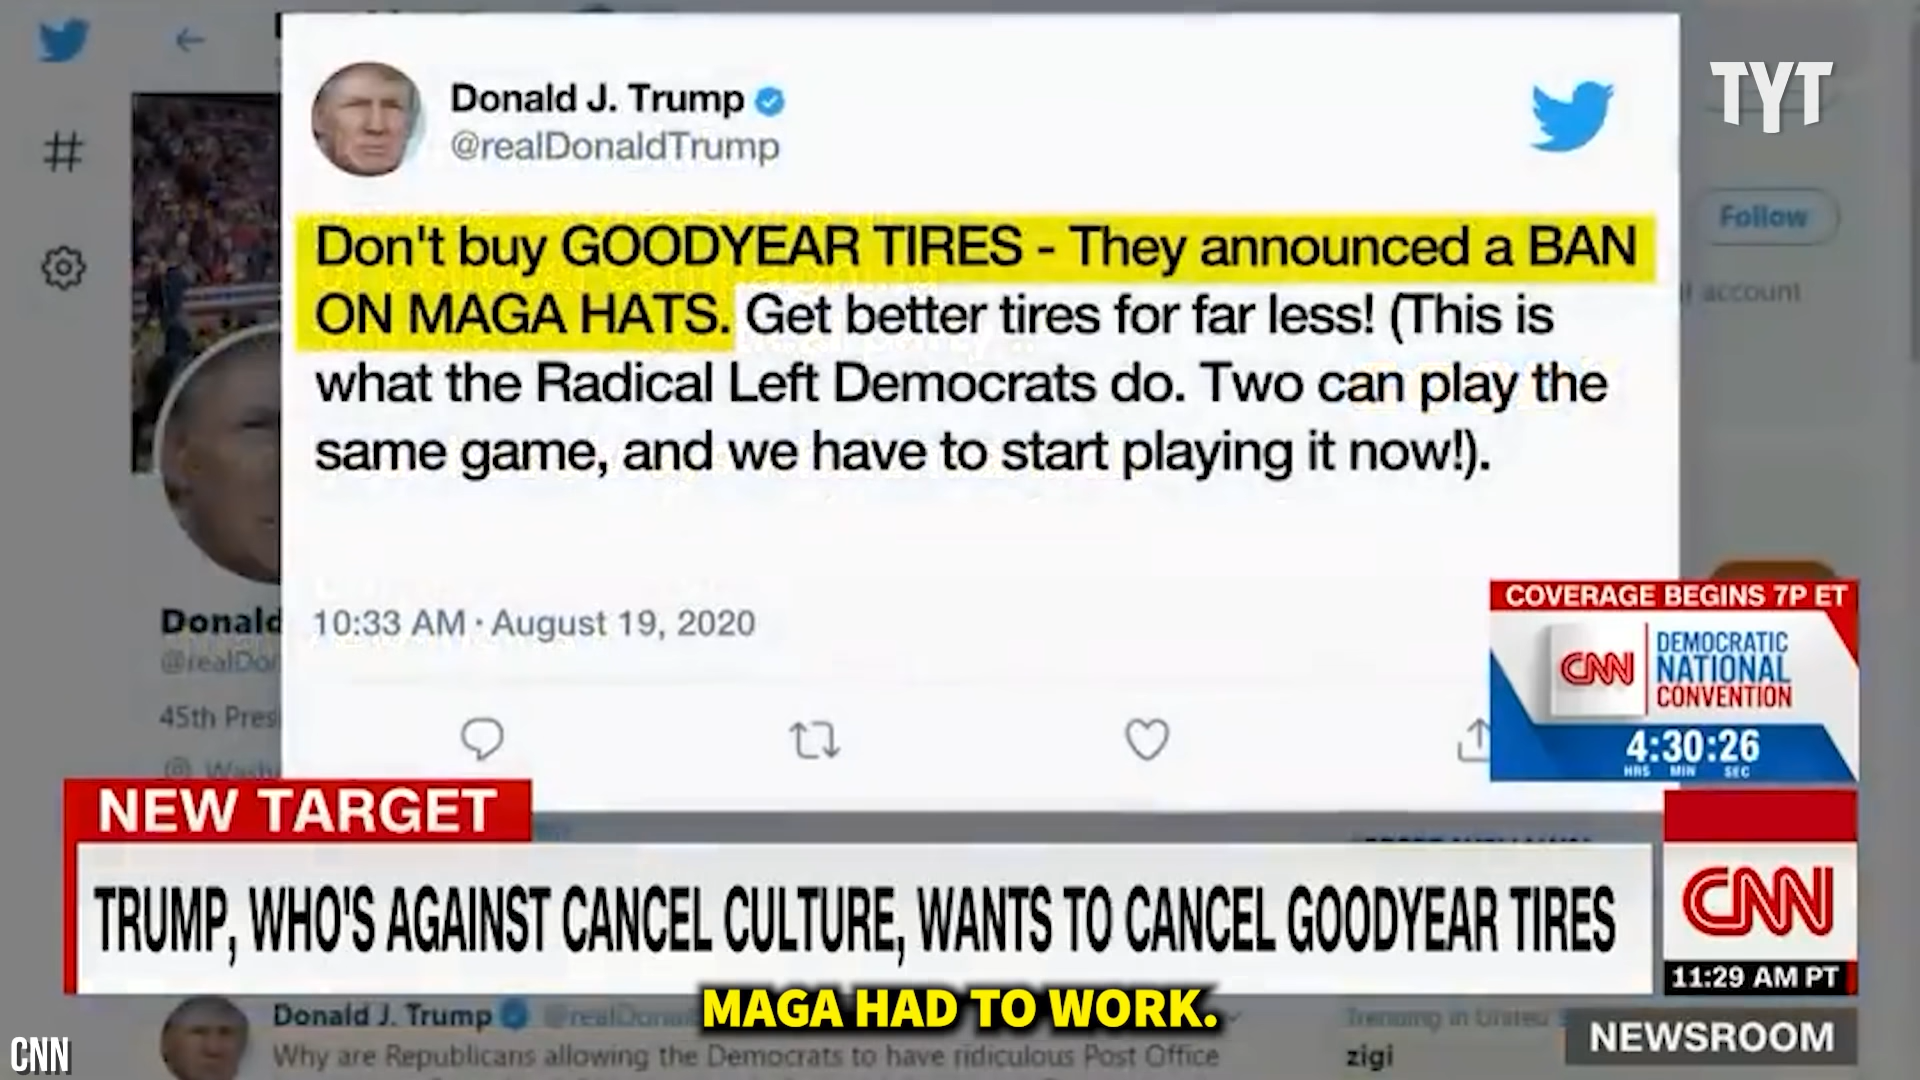 TYT
Donald J. Trump
@realDonaldTrump
Follow
Don't buy GOODYEAR TIRES - They announced a BAN
ON MAGA HATS. Get better tires for far less! (This is
what the Radical Left Democrats do. Two can play the
same game, and we have to start playing it now!).
account
10:33 AM · August 19, 2020
Donald
@realDon
45th Pres
Wash
COVERAGE BEGINS 7P ET
CNN
DEMOCRATIC
NATIONAL
CONVENTION
4:30:26
HRS MIN SEC
NEW TARGET
TRUMP, WHO'S AGAINST CANCEL CULTURE, WANTS TO CANCEL GOODYEAR TIRES
CNN
11:29 AM PT
NEWSROOM
MAGA HAD TO WORK.
Donald J. Trump @realDonal
Why are Republicans allowing the Democrats to have ridiculous Post Office
Trending in United S
zigi
CNN